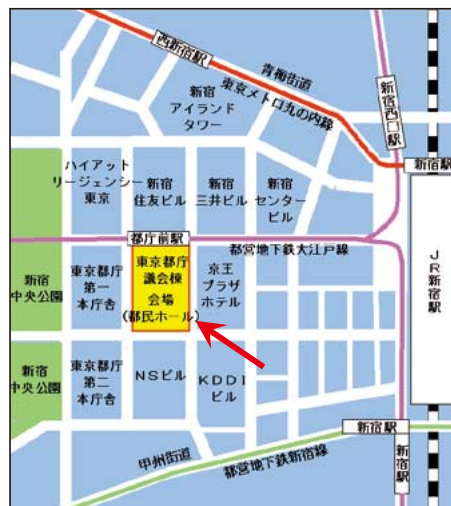 西新宿駅
青梅街道
東京メトロ丸の内線
新宿
アイランド
タワー
新宿西口駅
新宿駅
ハイアット
リージェンシー
東京
新宿
住友ビル
新宿
三井ビル
新宿
センター
ビル
都庁前駅
都営地下鉄大江戸線
JR新宿駅
新宿
中央公園
東京都庁
第一
本庁舎
東京都庁
議会棟
会場
(都民ホール)
京王
プラザ
ホテル
新宿
中央公園
東京都庁
第二
本庁舎
NSビル
KDDI
ビル
新宿駅
甲州街道
都営地下鉄新宿線
新宿駅